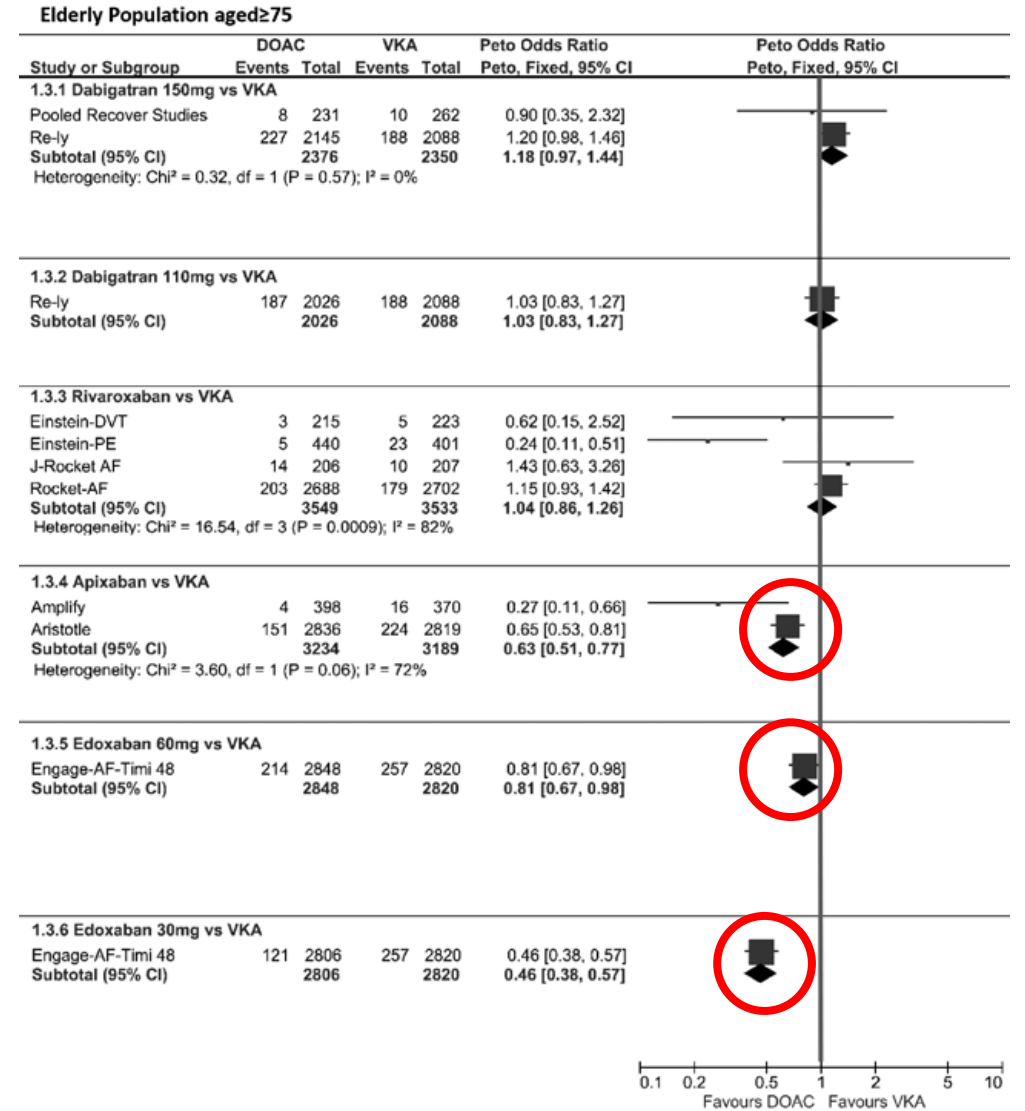 Elderly Population aged≥75
DOAC VKA Peto Odds Ratio Peto Odds Ratio
Study or Subgroup Events Total Events Total Peto, Fixed, 95% CI Peto, Fixed, 95% CI
1.3.1 Dabigatran 150mg vs VKA
Pooled Recover Studies 8 231 10 262 0.90 [0.35, 2.32]
Re-ly 227 2145 188 2088 1.20 [0.98, 1.46]
Subtotal (95% CI) 2376 2350 1.18 [0.97, 1.44]
Heterogeneity: Chi² = 0.32, df = 1 (P = 0.57); I² = 0%
1.3.2 Dabigatran 110mg vs VKA
Re-ly 187 2026 188 2088 1.03 [0.83, 1.27]
Subtotal (95% CI) 2026 2088 1.03 [0.83, 1.27]
1.3.3 Rivaroxaban vs VKA
Einstein-DVT 3 215 5 223 0.62 [0.15, 2.52]
Einstein-PE 5 440 23 401 0.24 [0.11, 0.51]
J-Rocket AF 14 206 10 207 1.43 [0.63, 3.26]
Rocket-AF 203 2688 179 2702 1.15 [0.93, 1.42]
Subtotal (95% CI) 3549 3533 1.04 [0.86, 1.26]
Heterogeneity: Chi² = 16.54, df = 3 (P = 0.0009); I² = 82%
1.3.4 Apixaban vs VKA
Amplify 4 398 16 370 0.27 [0.11, 0.66]
Aristotle 151 2836 224 2819 0.65 [0.53, 0.81]
Subtotal (95% CI) 3234 3189 0.63 [0.51, 0.77]
Heterogeneity: Chi² = 3.60, df = 1 (P = 0.06); I² = 72%
1.3.5 Edoxaban 60mg vs VKA
Engage-AF-Timi 48 214 2848 257 2820 0.81 [0.67, 0.98]
Subtotal (95% CI) 2848 2820 0.81 [0.67, 0.98]
1.3.6 Edoxaban 30mg vs VKA
Engage-AF-Timi 48 121 2806 257 2820 0.46 [0.38, 0.57]
Subtotal (95% CI) 2806 2820 0.46 [0.38, 0.57]
0.1 0.2 0.5 1 2 5 10
Favours DOAC Favours VKA